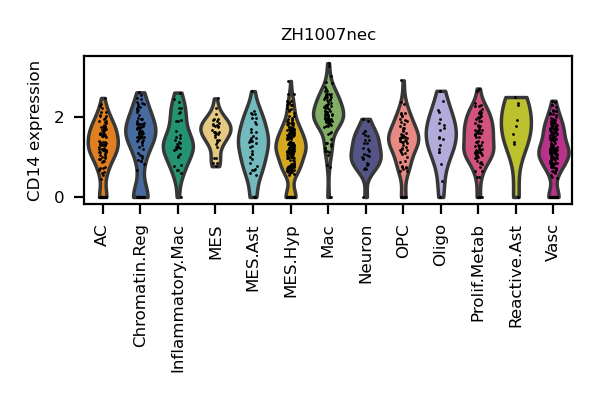 ZH1007nec
CD14 expression
2
0
AC
Chromatin.Reg
Inflammatory.Mac
MES
MES.Ast
MES.Hyp
Mac
Neuron
OPC
Oligo
Prolif.Metab
Reactive.Ast
Vasc